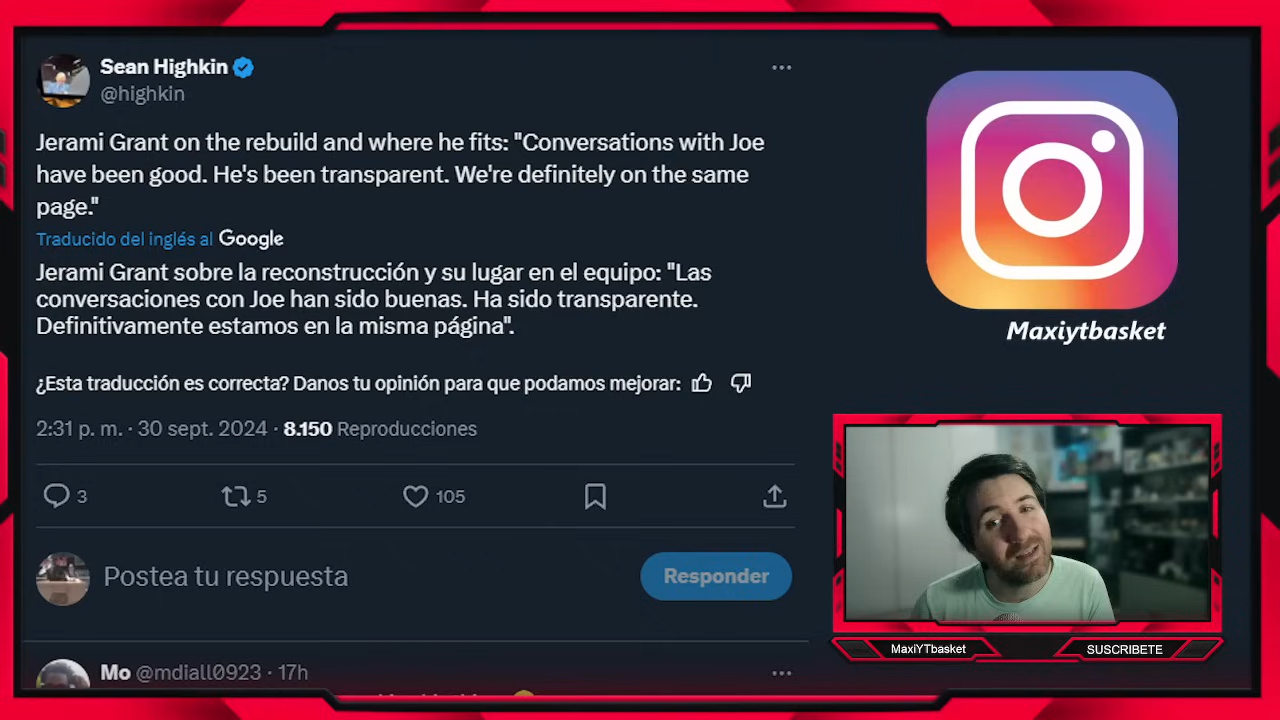 Sean Highkin
@highkin
Jerami Grant on the rebuild and where he fits: "Conversations with Joe
have been good. He's been transparent. We're definitely on the same
page."
Traducido del inglés al Google
Jerami Grant sobre la reconstrucción y su lugar en el equipo: "Las
conversaciones con Joe han sido buenas. Ha sido transparente.
Definitivamente estamos en la misma página".
¿Esta traducción es correcta? Danos tu opinión para que podamos mejorar:
2:31 p. m. · 30 sept. 2024 · 8.150 Reproducciones
3 5 105
Postea tu respuesta
Responder
Mo @mdiall0923 · 17h
Maxiytbasket
MaxiYTbasket
SUSCRIBETE